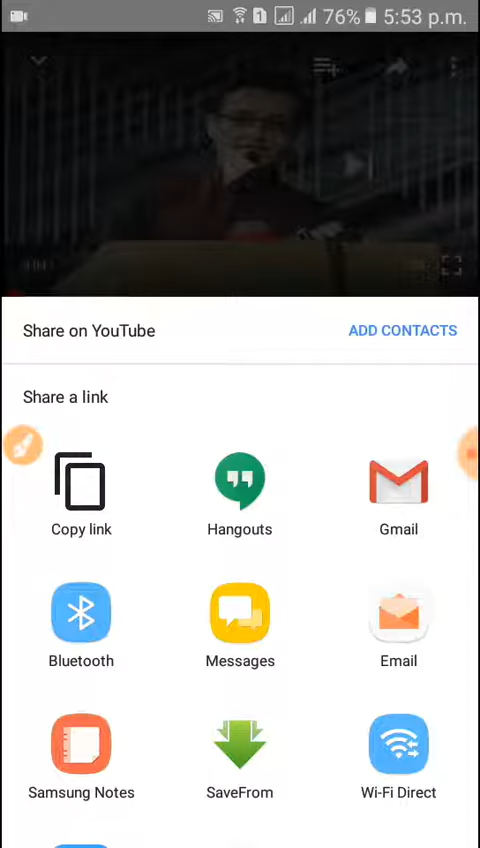 1 76% 5:53 p.m.
Share on YouTube ADD CONTACTS
Share a link
Copy link Hangouts Gmail
Bluetooth Messages Email
Samsung Notes SaveFrom Wi-Fi Direct